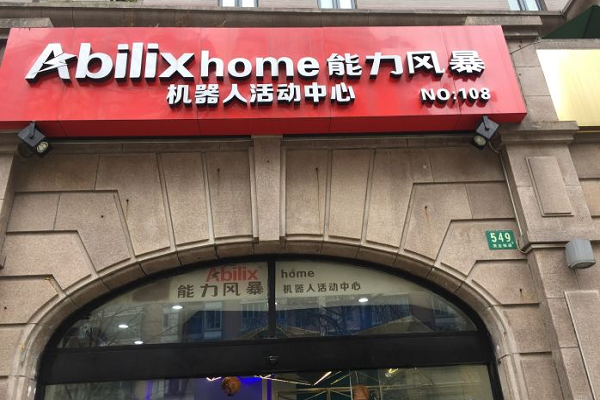 Abilix home 能力风暴
机器人活动中心 NO:108
549
Abilix home
能力风暴 机器人活动中心